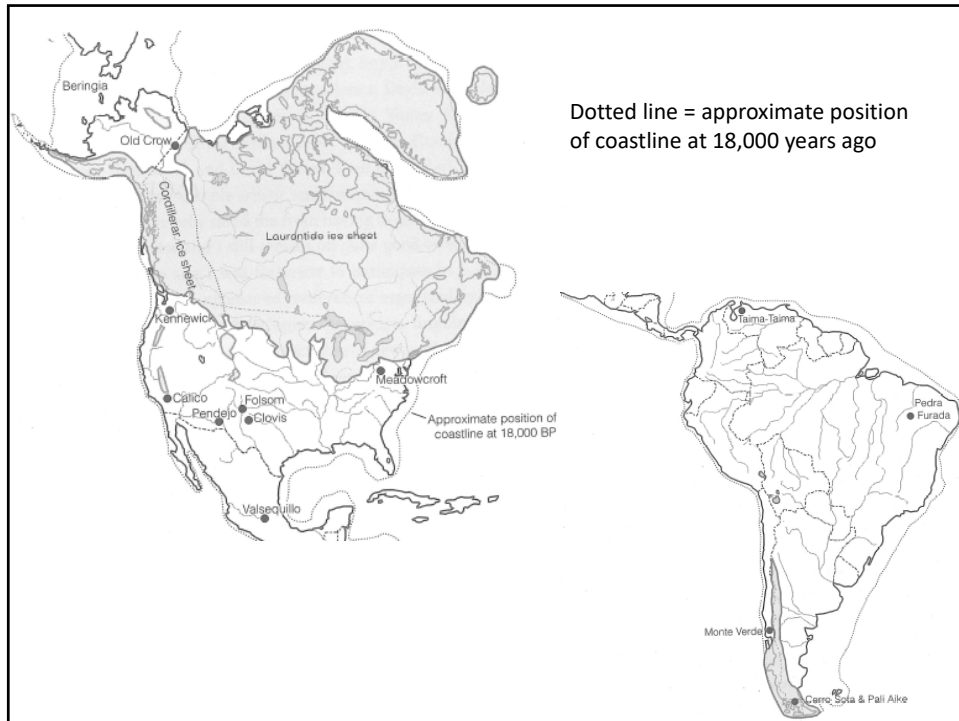 Beringia
Old Crow
Cordilleran ice sheet
Laurontide ice sheet
Kennewick
Calico
Pendejo
Folsom
Clovis
Meadowcroft
Approximate position of
coastline at 18,000 BP
Valsequillo
Dotted line = approximate position
of coastline at 18,000 years ago
Taima-Taima
Pedra
Furada
Monte Verde
Cerro Sota & Pali Aike